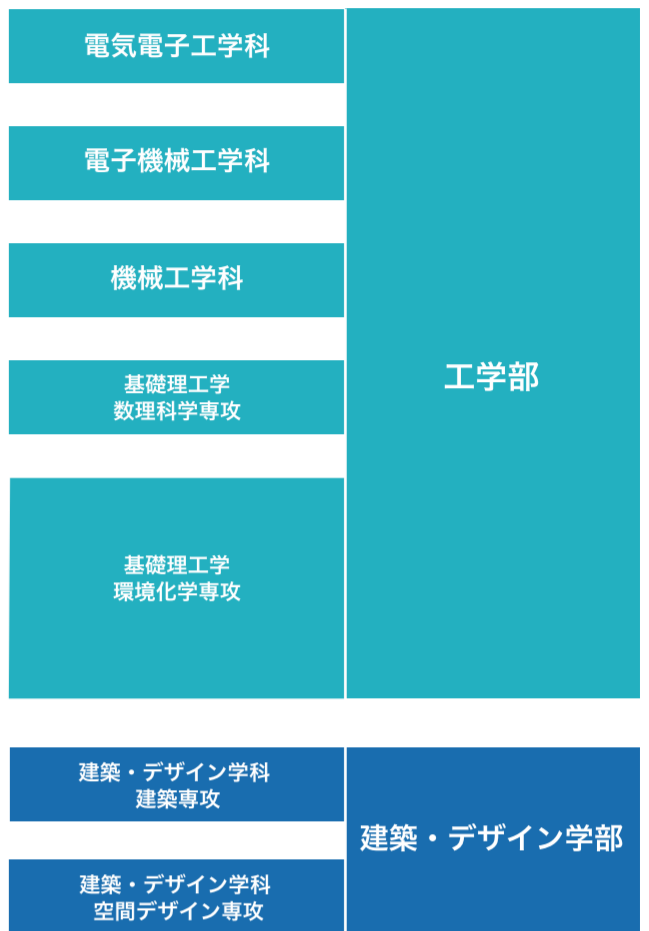 電気電子工学科
電子機械工学科
機械工学科
基礎理工学
数理科学専攻
基礎理工学
環境化学専攻
工学部
建築・デザイン学科
建築専攻
建築・デザイン学科
空間デザイン専攻
建築・デザイン学部